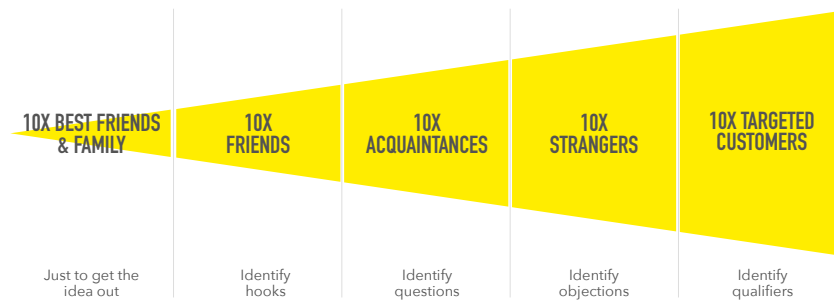 10X BEST FRIENDS
& FAMILY
10X
FRIENDS
10X
ACQUAINTANCES
10X
STRANGERS
10X TARGETED
CUSTOMERS
Just to get the
idea out
Identify
hooks
Identify
questions
Identify
objections
Identify
qualifiers